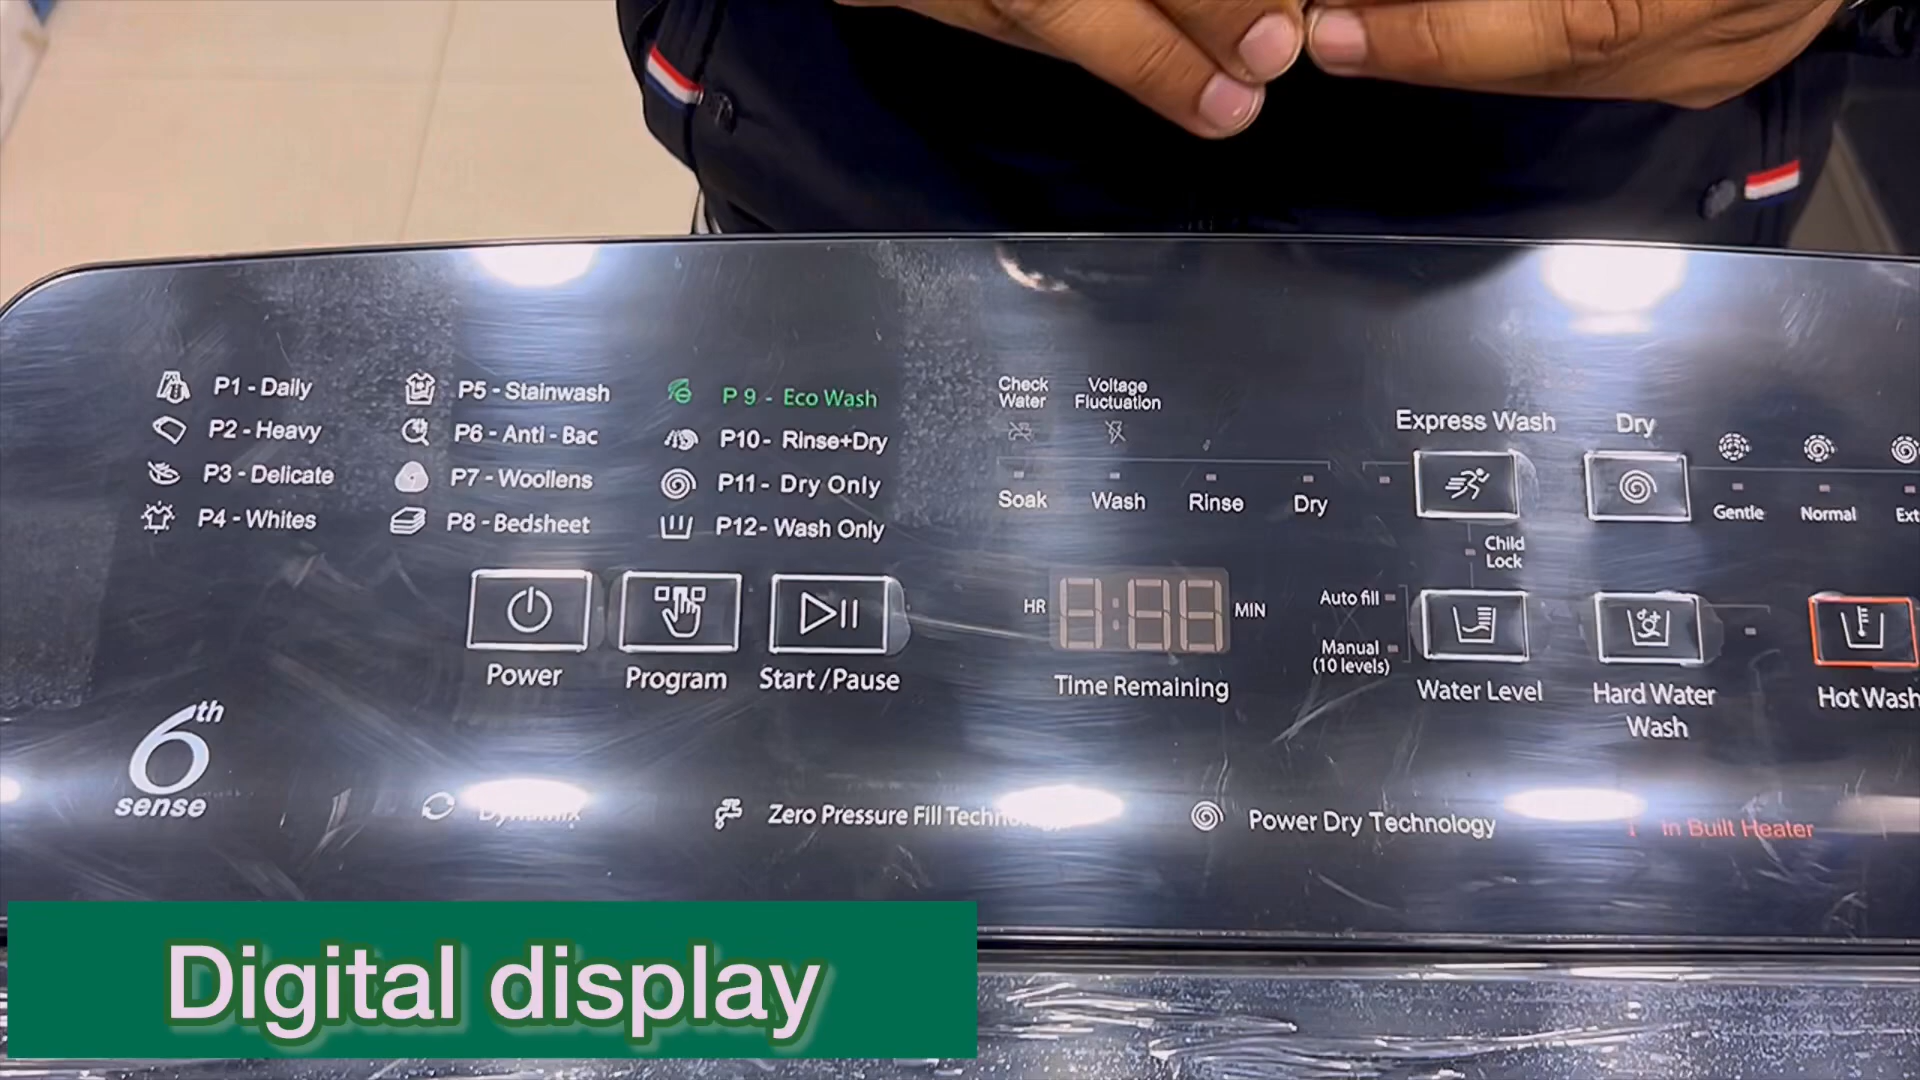 P1 - Daily
P2 - Heavy
P3 - Delicate
P4 - Whites
P5 - Stainwash
P6 - Anti - Bac
P7 - Woollens
P8 - Bedsheet
P 9 - Eco Wash
P10- Rinse+Dry
P11- Dry Only
P12- Wash Only
Check
Water
Voltage
Fluctuation
Soak
Wash
Rinse
Dry
Express Wash
Dry
Gentle
Normal
Child
Lock
Power
Program
Start/Pause
HR
MIN
Time Remaining
Auto fill
Manual
(10 levels)
Water Level
Hard Water
Wash
Hot Wash
6th
sense
Dynamix
Zero Pressure Fill Technology
Power Dry Technology
In Built Heater
Digital display